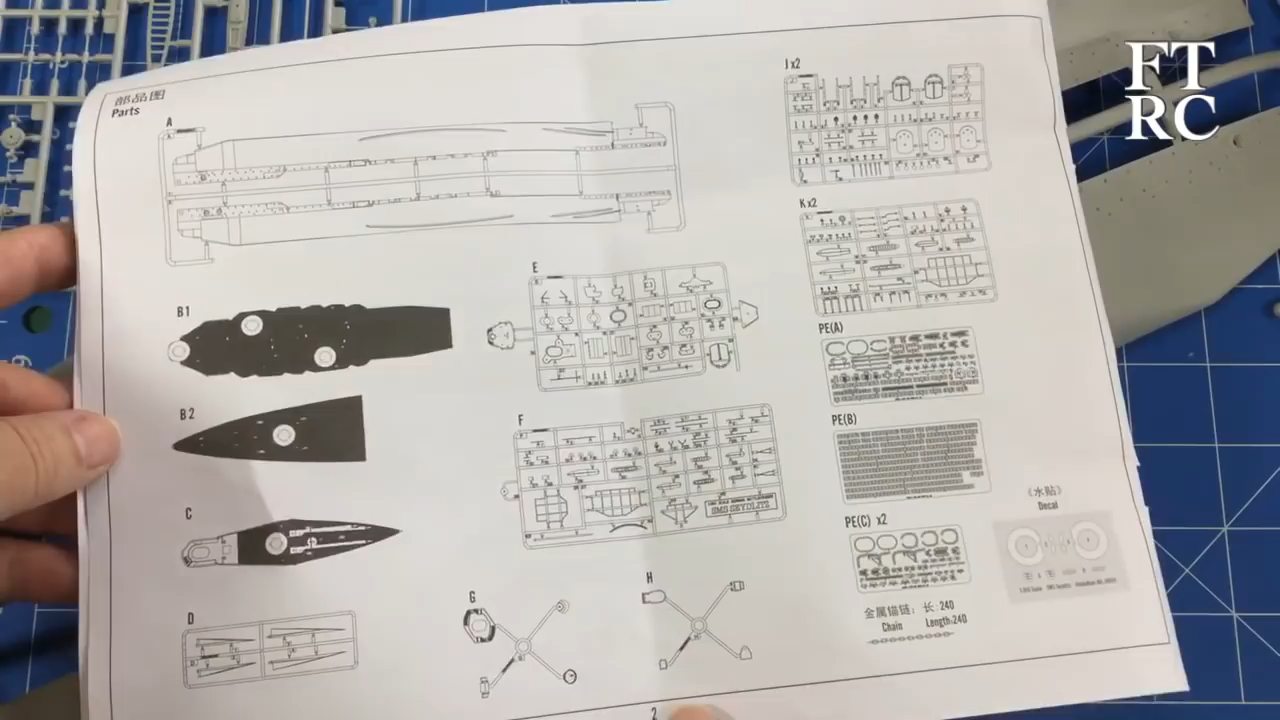 FT
RC
部品图
Parts
A
B1
B2
C
D
E
F
SMS SEYDLITZ
G
H
J x2
K x2
PE(A)
PE(B)
PE(C) x2
《水贴》
Decal
金属锚链: 长:240
Chain Length:240
2